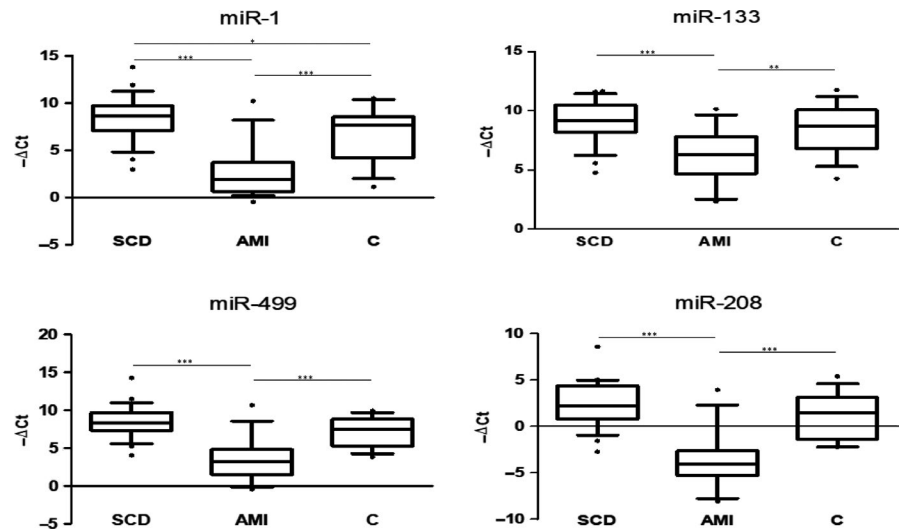 miR-1
*
***
***
15
10
5
0
–5
–ΔCt
SCD AMI C
miR-133
***
**
15
10
5
0
–ΔCt
SCD AMI C
miR-499
***
***
20
15
10
5
0
–5
–ΔCt
SCD AMI C
miR-208
***
***
10
5
0
–5
–10
–ΔCt
SCD AMI C